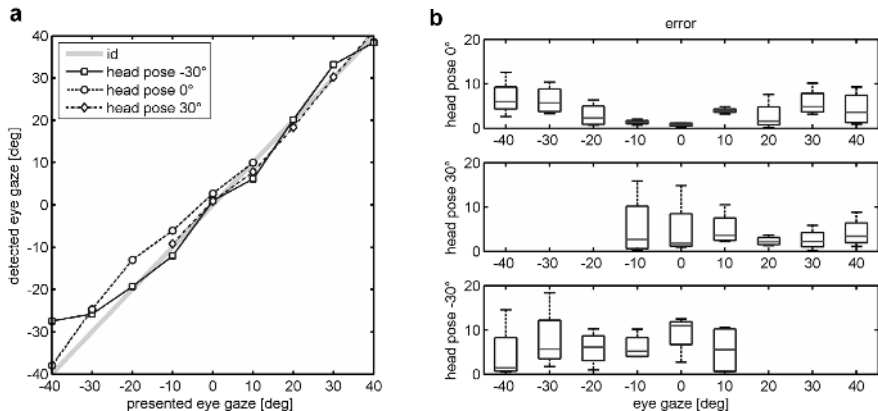 a
detected eye gaze [deg]
40
30
20
10
0
-10
-20
-30
-40
id
head pose -30°
head pose 0°
head pose 30°
-40 -30 -20 -10 0 10 20 30 40
presented eye gaze [deg]
b
error
head pose 0°
20
10
0
-40 -30 -20 -10 0 10 20 30 40
head pose 30°
20
10
0
-40 -30 -20 -10 0 10 20 30 40
head pose -30°
20
10
0
-40 -30 -20 -10 0 10 20 30 40
eye gaze [deg]